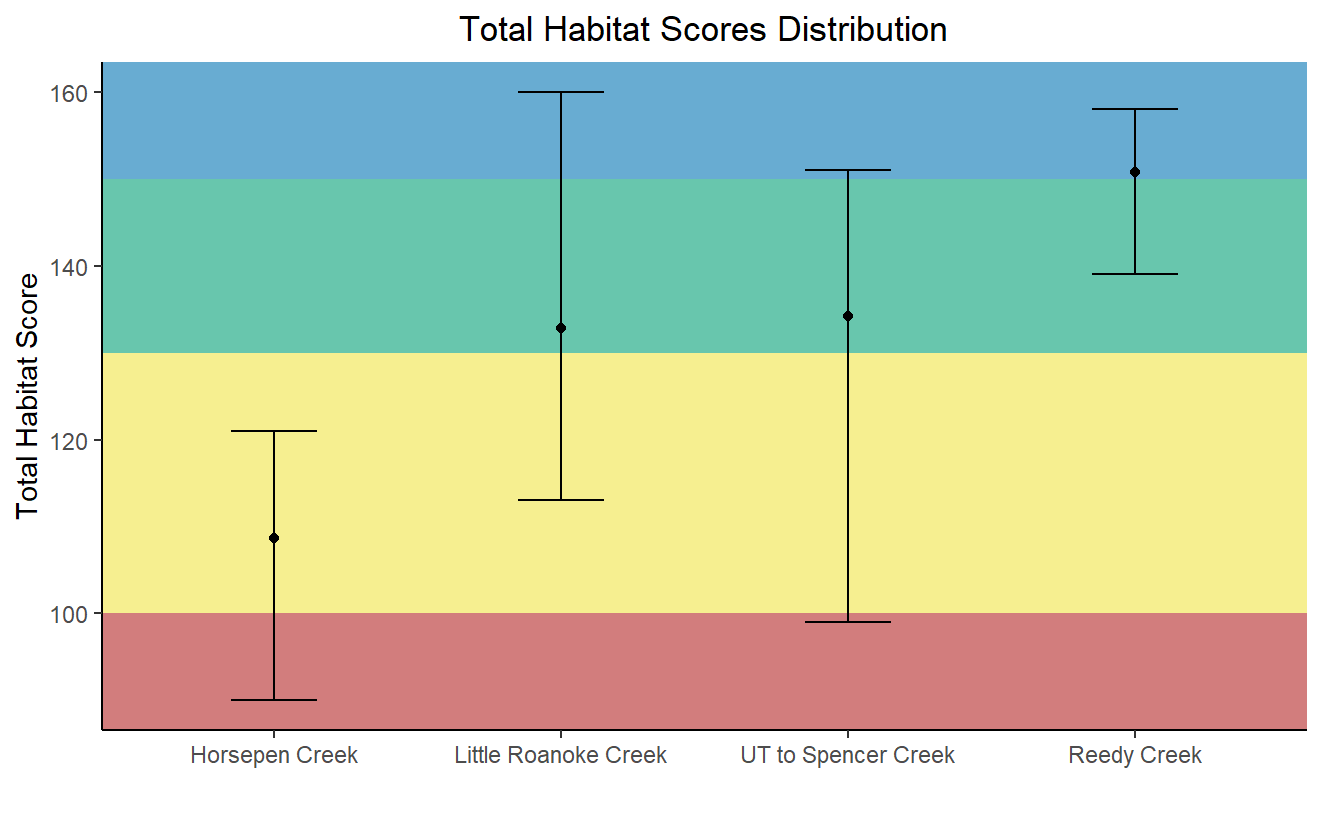 Total Habitat Scores Distribution
Total Habitat Score
160
140
120
100
Horsepen Creek
Little Roanoke Creek
UT to Spencer Creek
Reedy Creek